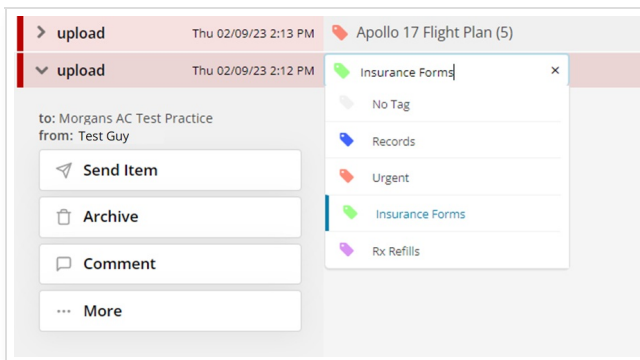 upload Thu 02/09/23 2:13 PM Apollo 17 Flight Plan (5)
upload Thu 02/09/23 2:12 PM Insurance Forms ×
to: Morgans AC Test Practice
from: Test Guy
Send Item
Archive
Comment
More
No Tag
Records
Urgent
Insurance Forms
Rx Refills